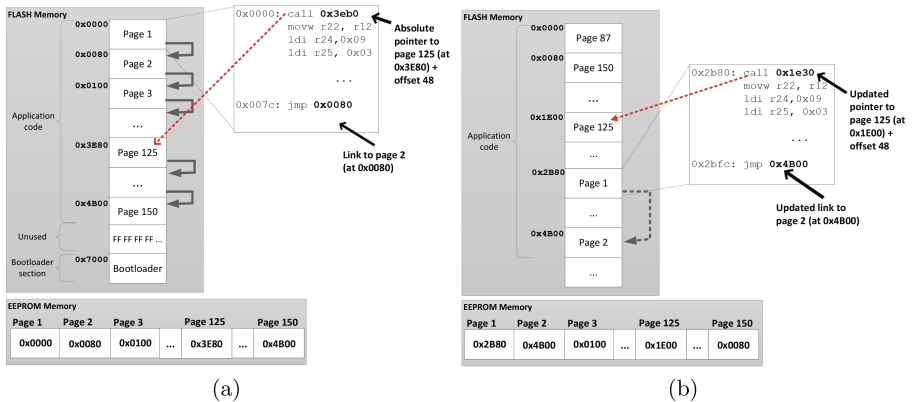 FLASH Memory
0x0000
Page 1
0x0080
Page 2
0x0100
Page 3
...
0x3E80
Page 125
...
0x4B00
Page 150
FF FF FF FF ...
0x7000
Bootloader
Application
code
Unused
Bootloader
section
0x0000: call 0x3eb0
movw r22, r12
ldi r24,0x09
ldi r25, 0x03
...
0x007c: jmp 0x0080
Absolute
pointer to
page 125 (at
0x3E80) +
offset 48
Link to page 2
(at 0x0080)
EEPROM Memory
Page 1 Page 2 Page 3 Page 125 Page 150
0x0000 0x0080 0x0100 ... 0x3E80 ... 0x4B00
(a)
FLASH Memory
0x0000
Page 87
0x0080
Page 150
...
0x1E00
Page 125
...
0x2B80
Page 1
...
0x4B00
Page 2
...
Application
code
0x2b80: call 0x1e30
movw r22, r12
ldi r24,0x09
ldi r25, 0x03
...
0x2bfc: jmp 0x4B00
Updated
pointer to
page 125 (at
0x1E00) +
offset 48
Updated link to
page 2 (at 0x4B00)
EEPROM Memory
Page 1 Page 2 Page 3 Page 125 Page 150
0x2B80 0x4B00 0x0100 ... 0x1E00 ... 0x0080
(b)